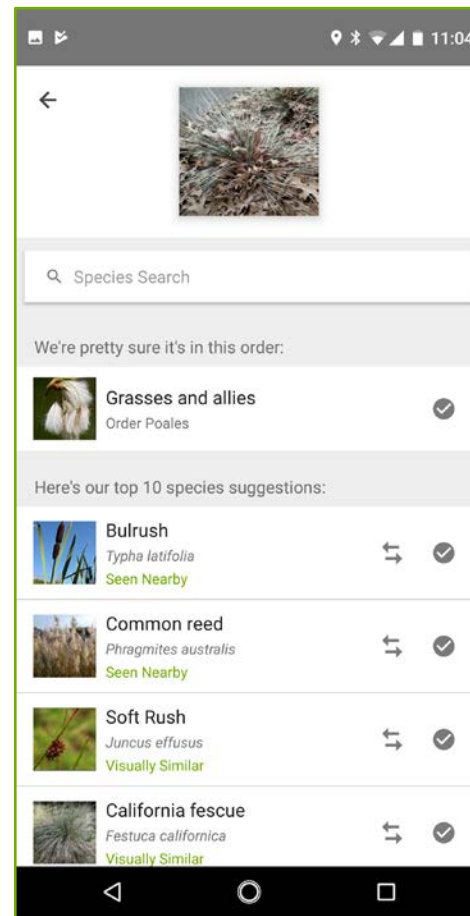 11:04
Species Search
We're pretty sure it's in this order:
Grasses and allies
Order Poales
Here's our top 10 species suggestions:
Bulrush
Typha latifolia
Seen Nearby
Common reed
Phragmites australis
Seen Nearby
Soft Rush
Juncus effusus
Visually Similar
California fescue
Festuca californica
Visually Similar